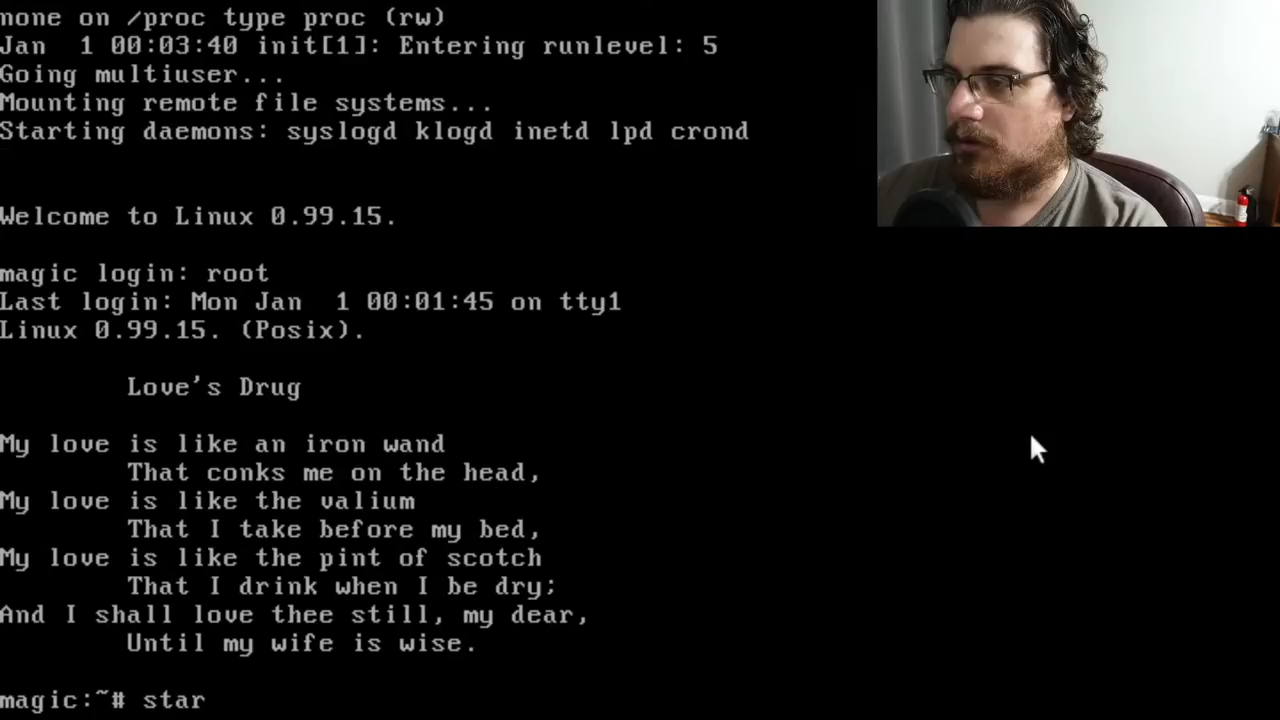 none on /proc type proc (rw)
Jan  1 00:03:40 init[1]: Entering runlevel: 5
Going multiuser...
Mounting remote file systems...
Starting daemons: syslogd klogd inetd lpd crond
Welcome to Linux 0.99.15.
magic login: root
Last login: Mon Jan  1 00:01:45 on tty1
Linux 0.99.15. (Posix).
Love's Drug
My love is like an iron wand
That conks me on the head,
My love is like the valium
That I take before my bed,
My love is like the pint of scotch
That I drink when I be dry;
And I shall love thee still, my dear,
Until my wife is wise.
magic:~# star